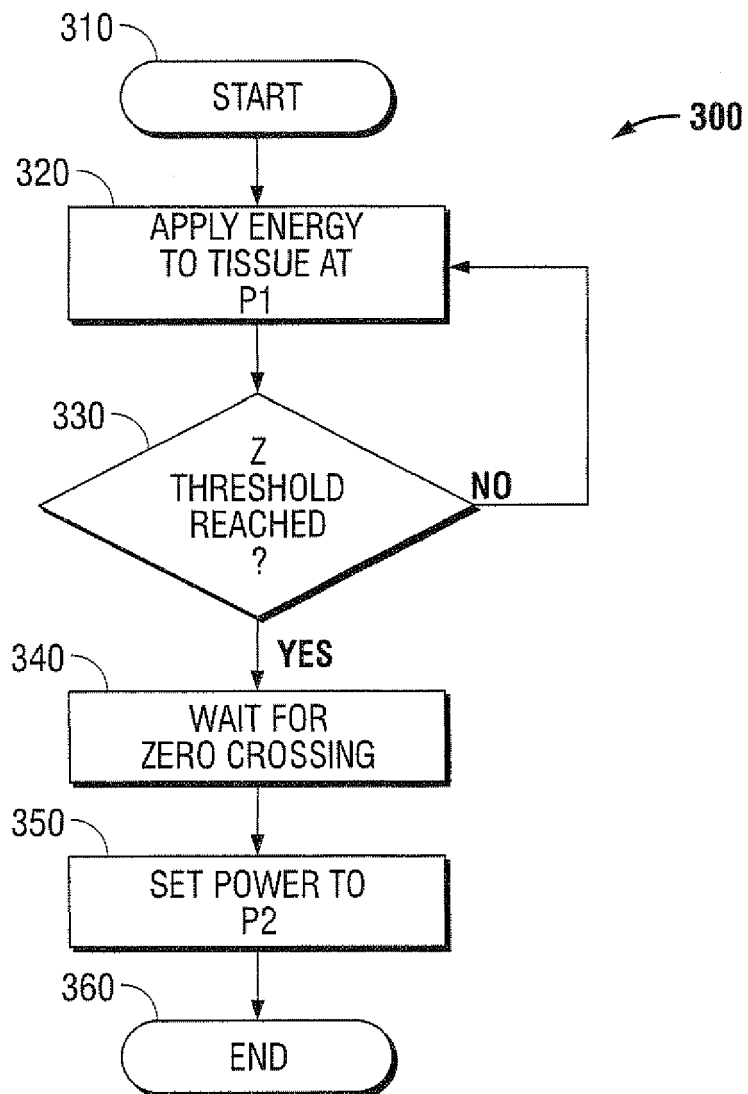 310
START
300
320
APPLY ENERGY
TO TISSUE AT
P1
330
Z
THRESHOLD
REACHED
?
NO
YES
340
WAIT FOR
ZERO CROSSING
350
SET POWER TO
P2
360
END